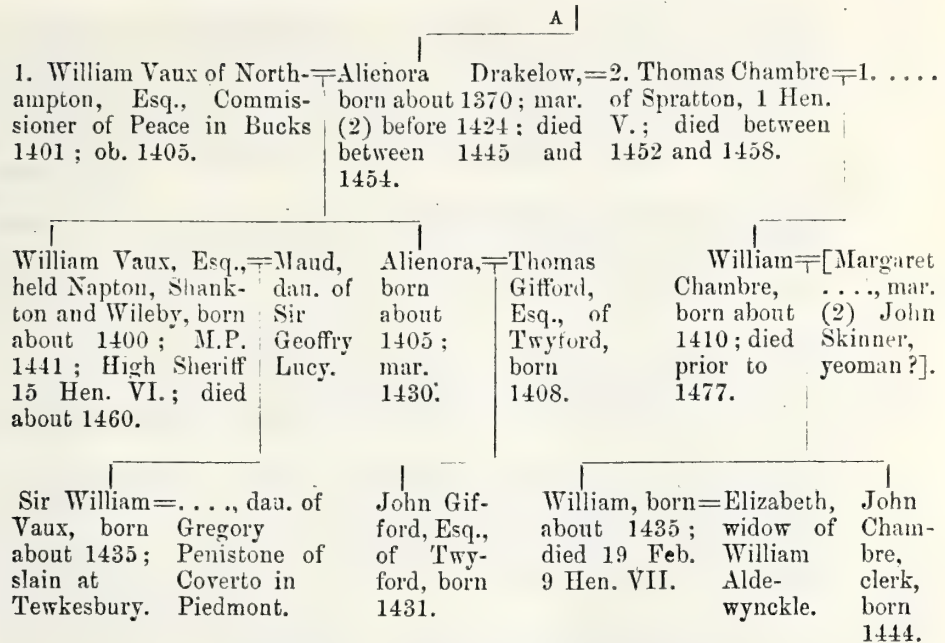 A
1. William Vaux of North-
ampton, Esq., Commis-
sioner of Peace in Bucks
1401 ; ob. 1405.
Alienora Drakelow,
born about 1370 ; mar.
(2) before 1424 ; died
between 1445 and
1454.
2. Thomas Chambre
of Spratton, 1 Hen.
V. ; died between
1452 and 1458.
1. . . . .
William Vaux, Esq.,
held Napton, Shank-
ton and Wileby, born
about 1400 ; M.P.
1441 ; High Sheriff
15 Hen. VI. ; died
about 1460.
Maud,
dau. of
Sir
Geoffry
Lucy.
Alienora,
born
about
1405 ;
mar.
1430.
Thomas
Gifford,
Esq., of
Twyford,
born
1408.
William
Chambre,
born about
1410 ; died
prior to
1477.
[Margaret
. . . ., mar.
(2) John
Skinner,
yeoman ?].
Sir William
Vaux, born
about 1435 ;
slain at
Tewkesbury.
. . . ., dau. of
Gregory
Penistone of
Coverto in
Piedmont.
John Gif-
ford, Esq.,
of Twy-
ford, born
1431.
William, born
about 1435 ;
died 19 Feb.
9 Hen. VII.
Elizabeth,
widow of
William
Alde-
wynckle.
John
Cham-
bre,
clerk,
born
1444.